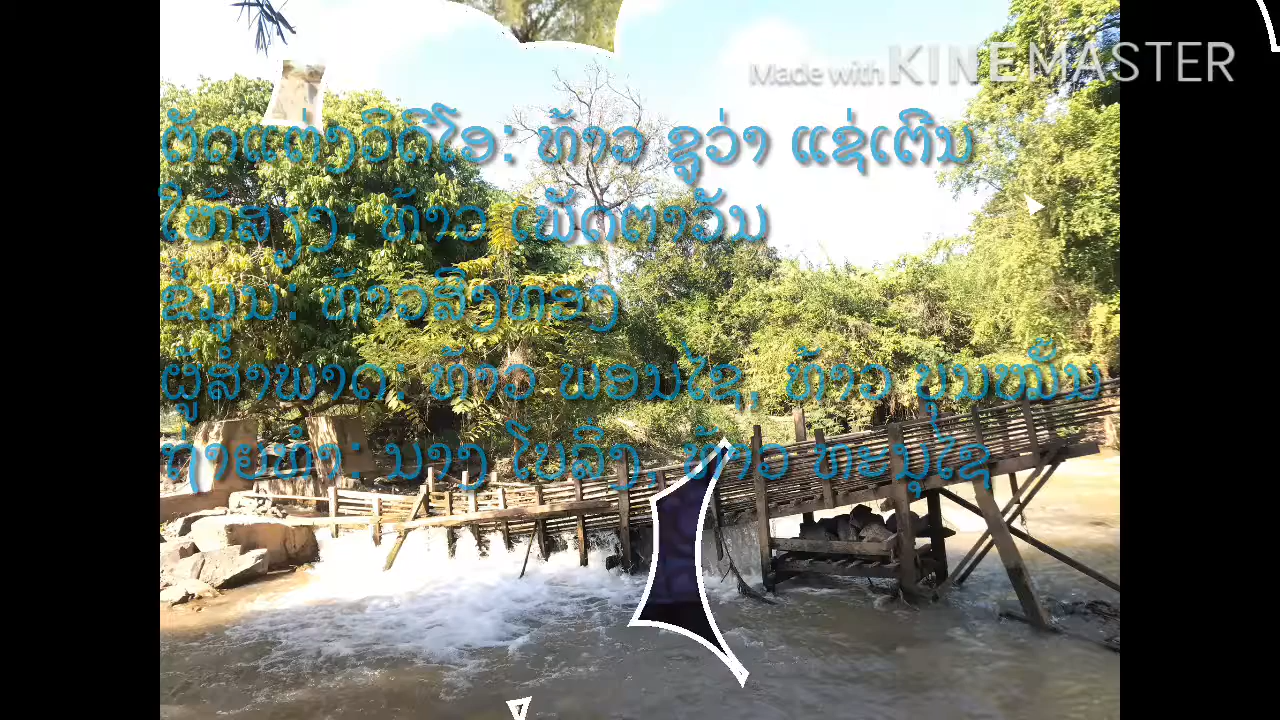 Made with KINEMASTER
ຕັດແຕ່ງວິດີໂອ: ທ້າວ ຊູວ່າ ແຊ່ເຕີນ
ໃຫ້ສຽງ: ທ້າວ ເພັດຕາວັນ
ຂໍ້ມູນ: ທ້າວສິງທອງ
ຜູ້ສຳພາດ: ທ້າວ ພອນໄຊ, ທ້າວ ບຸນໝັ້ນ
ຖ່າຍທຳ: ນາງ ໂບລິ່ງ, ທ້າວ ທະນຸໄຊ